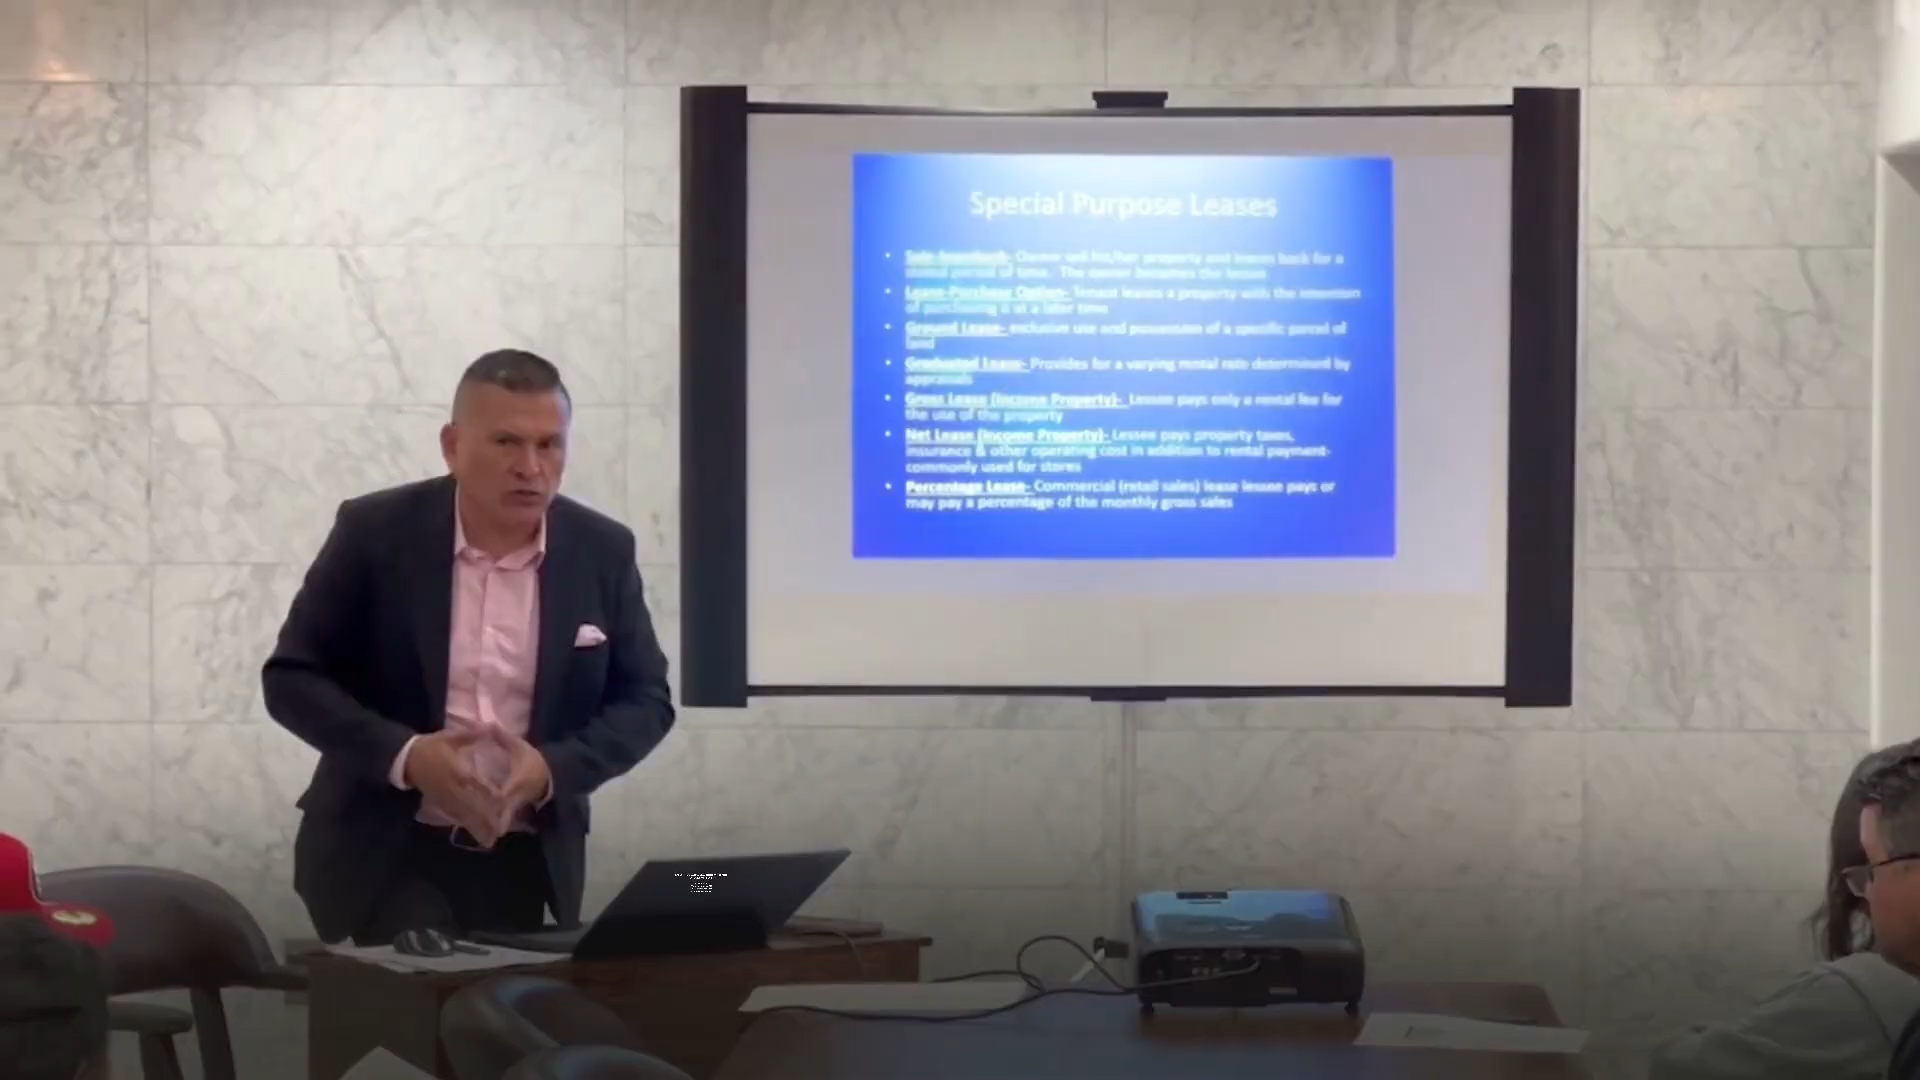 Special Purpose Leases
Sale-leaseback- Owner sell his/her property and leases back for a
stated period of time. The owner becomes the lessee
Lease-Purchase Option- Tenant leases a property with the intention
of purchasing it at a later time
Ground Lease- exclusive use and possession of a specific parcel of
land
Graduated Lease- Provides for a varying rental rate determined by
appraisals
Gross Lease (Income Property)- Lessee pays only a rental fee for
the use of the property
Net Lease (Income Property)- Lessee pays property taxes,
insurance & other operating cost in addition to rental payment-
commonly used for stores
Percentage Lease- Commercial (retail sales) lease lessee pays or
may pay a percentage of the monthly gross sales